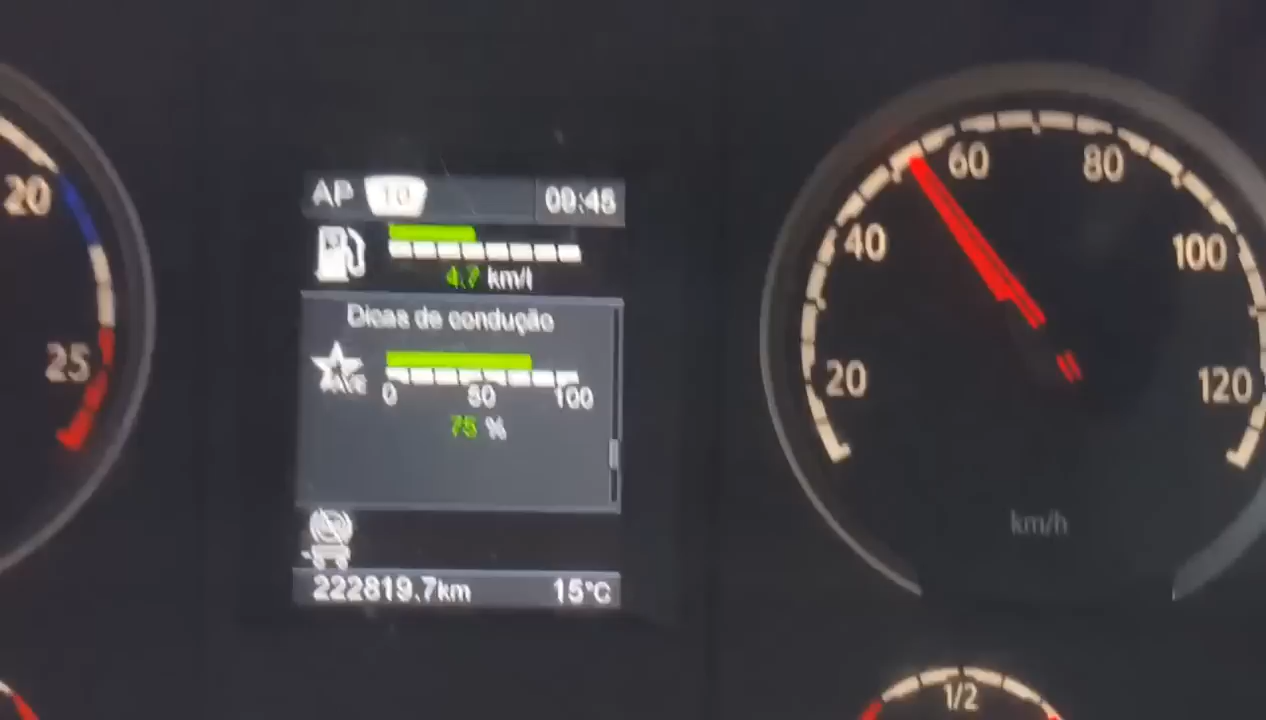 20
25
AP 10 09:45
4.7 km/l
Dicas de condução
0 50 100
75 %
222819.7km 15°C
20
40
60
80
100
120
km/h
1/2